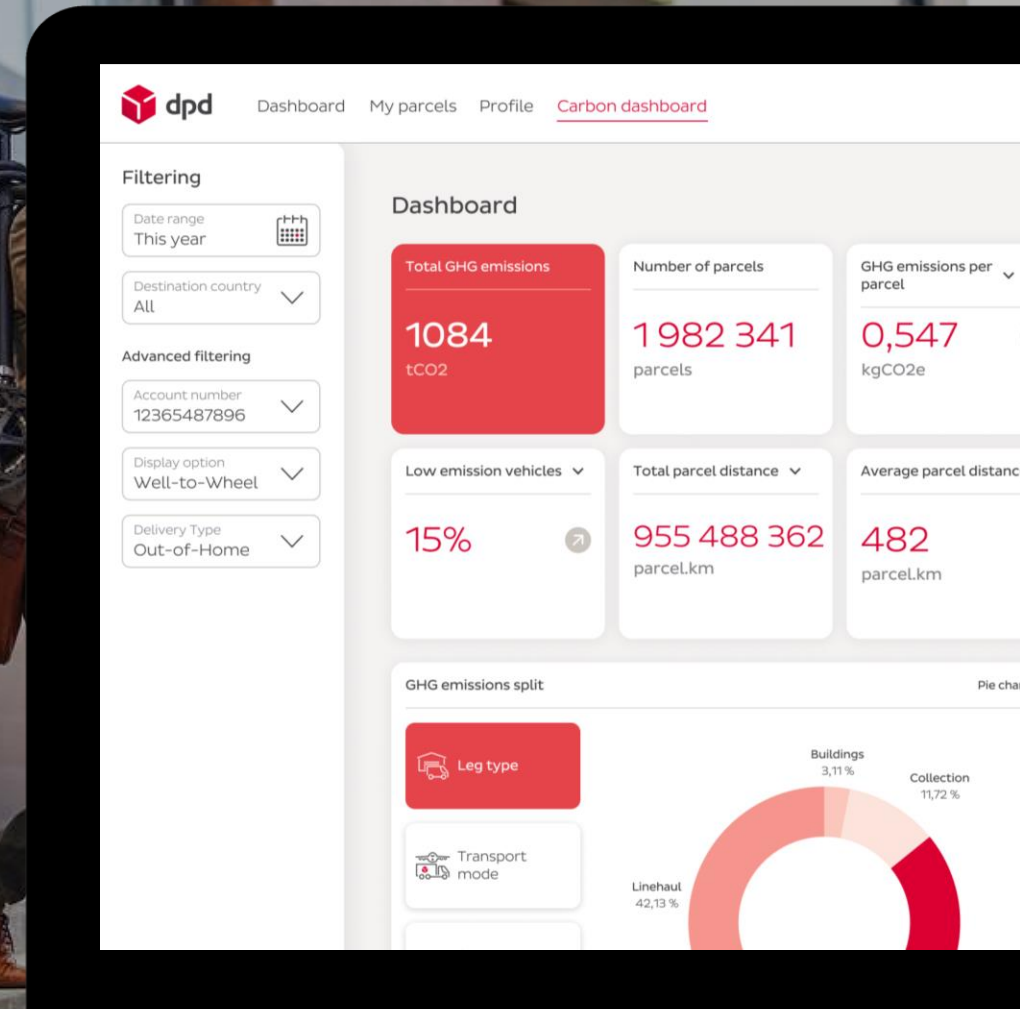 dpd
Dashboard My parcels Profile Carbon dashboard
Filtering
Date range
This year
Destination country
All
Advanced filtering
Account number
12365487896
Display option
Well-to-Wheel
Delivery Type
Out-of-Home
Dashboard
Total GHG emissions
1084
tCO2
Number of parcels
1 982 341
parcels
GHG emissions per
parcel
0,547
kgCO2e
Low emission vehicles
15%
Total parcel distance
955 488 362
parcel.km
Average parcel distanc
482
parcel.km
GHG emissions split
Pie char
Leg type
Transport
mode
Buildings
3,11 %
Collection
11,72 %
Linehaul
42,13 %